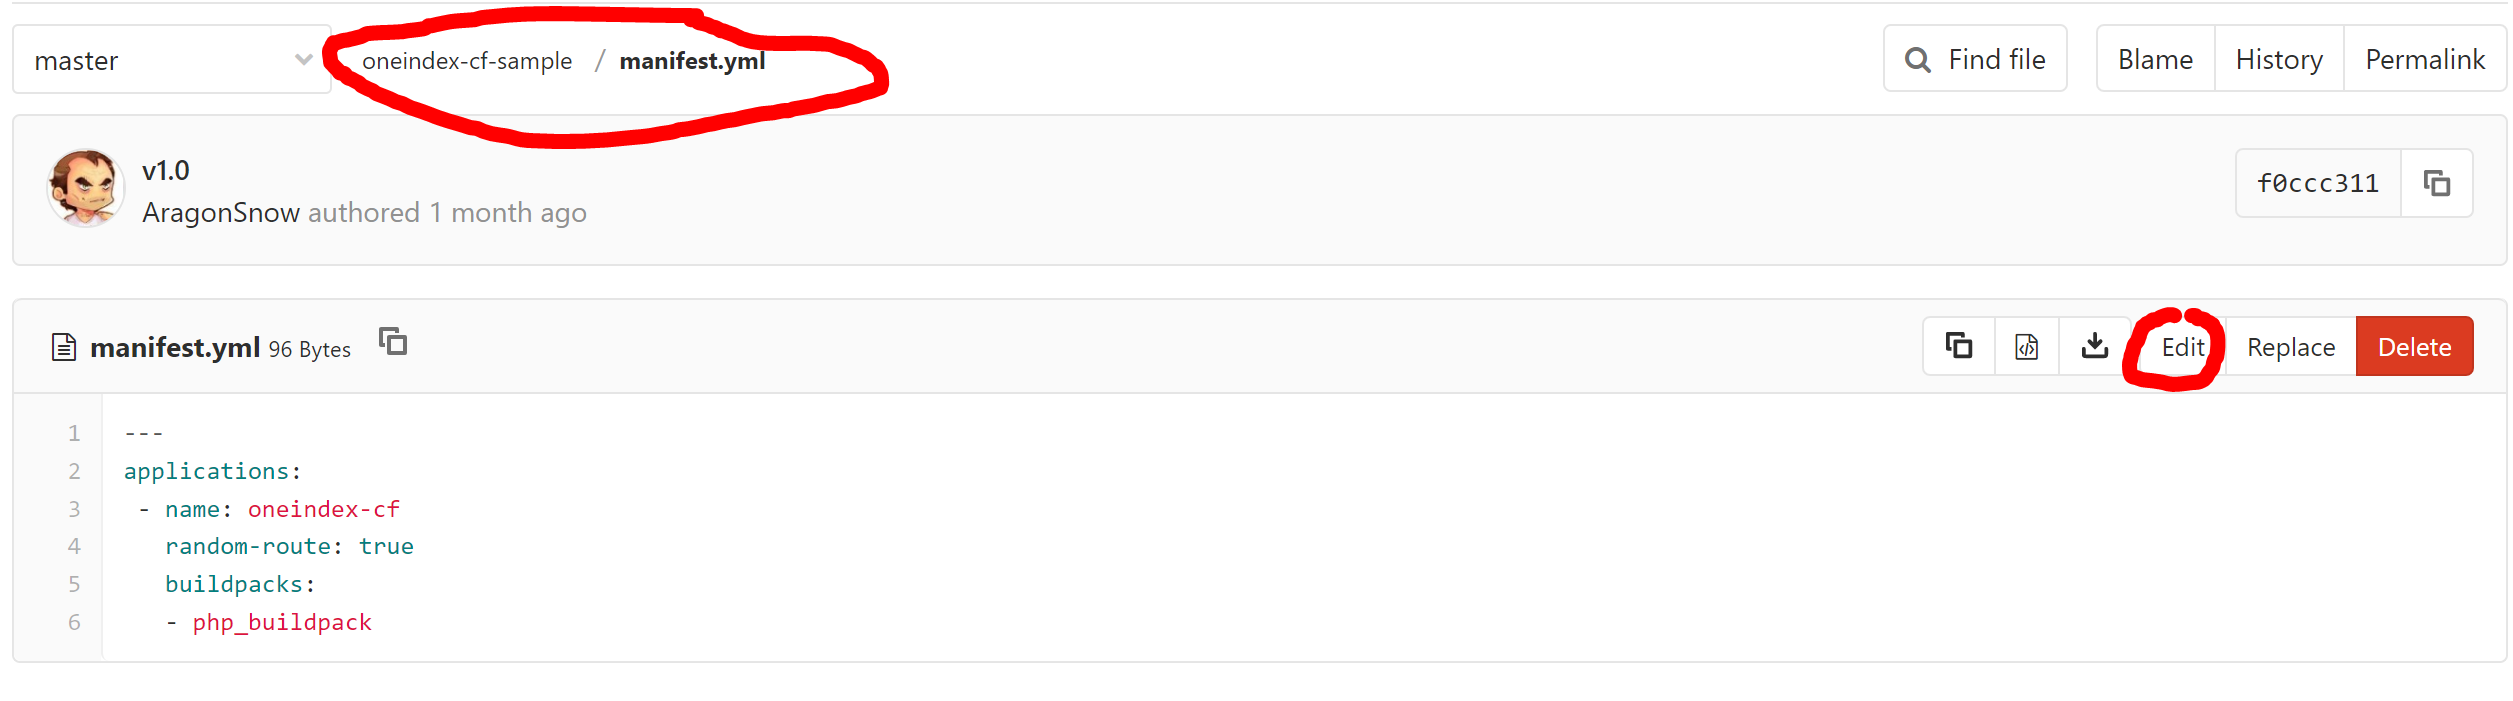 master oneindex-cf-sample / manifest.yml Find file Blame History Permalink
v1.0
AragonSnow authored 1 month ago f0ccc311
manifest.yml 96 Bytes Edit Replace Delete
1 ---
2 applications:
3 - name: oneindex-cf
4 random-route: true
5 buildpacks:
6 - php_buildpack